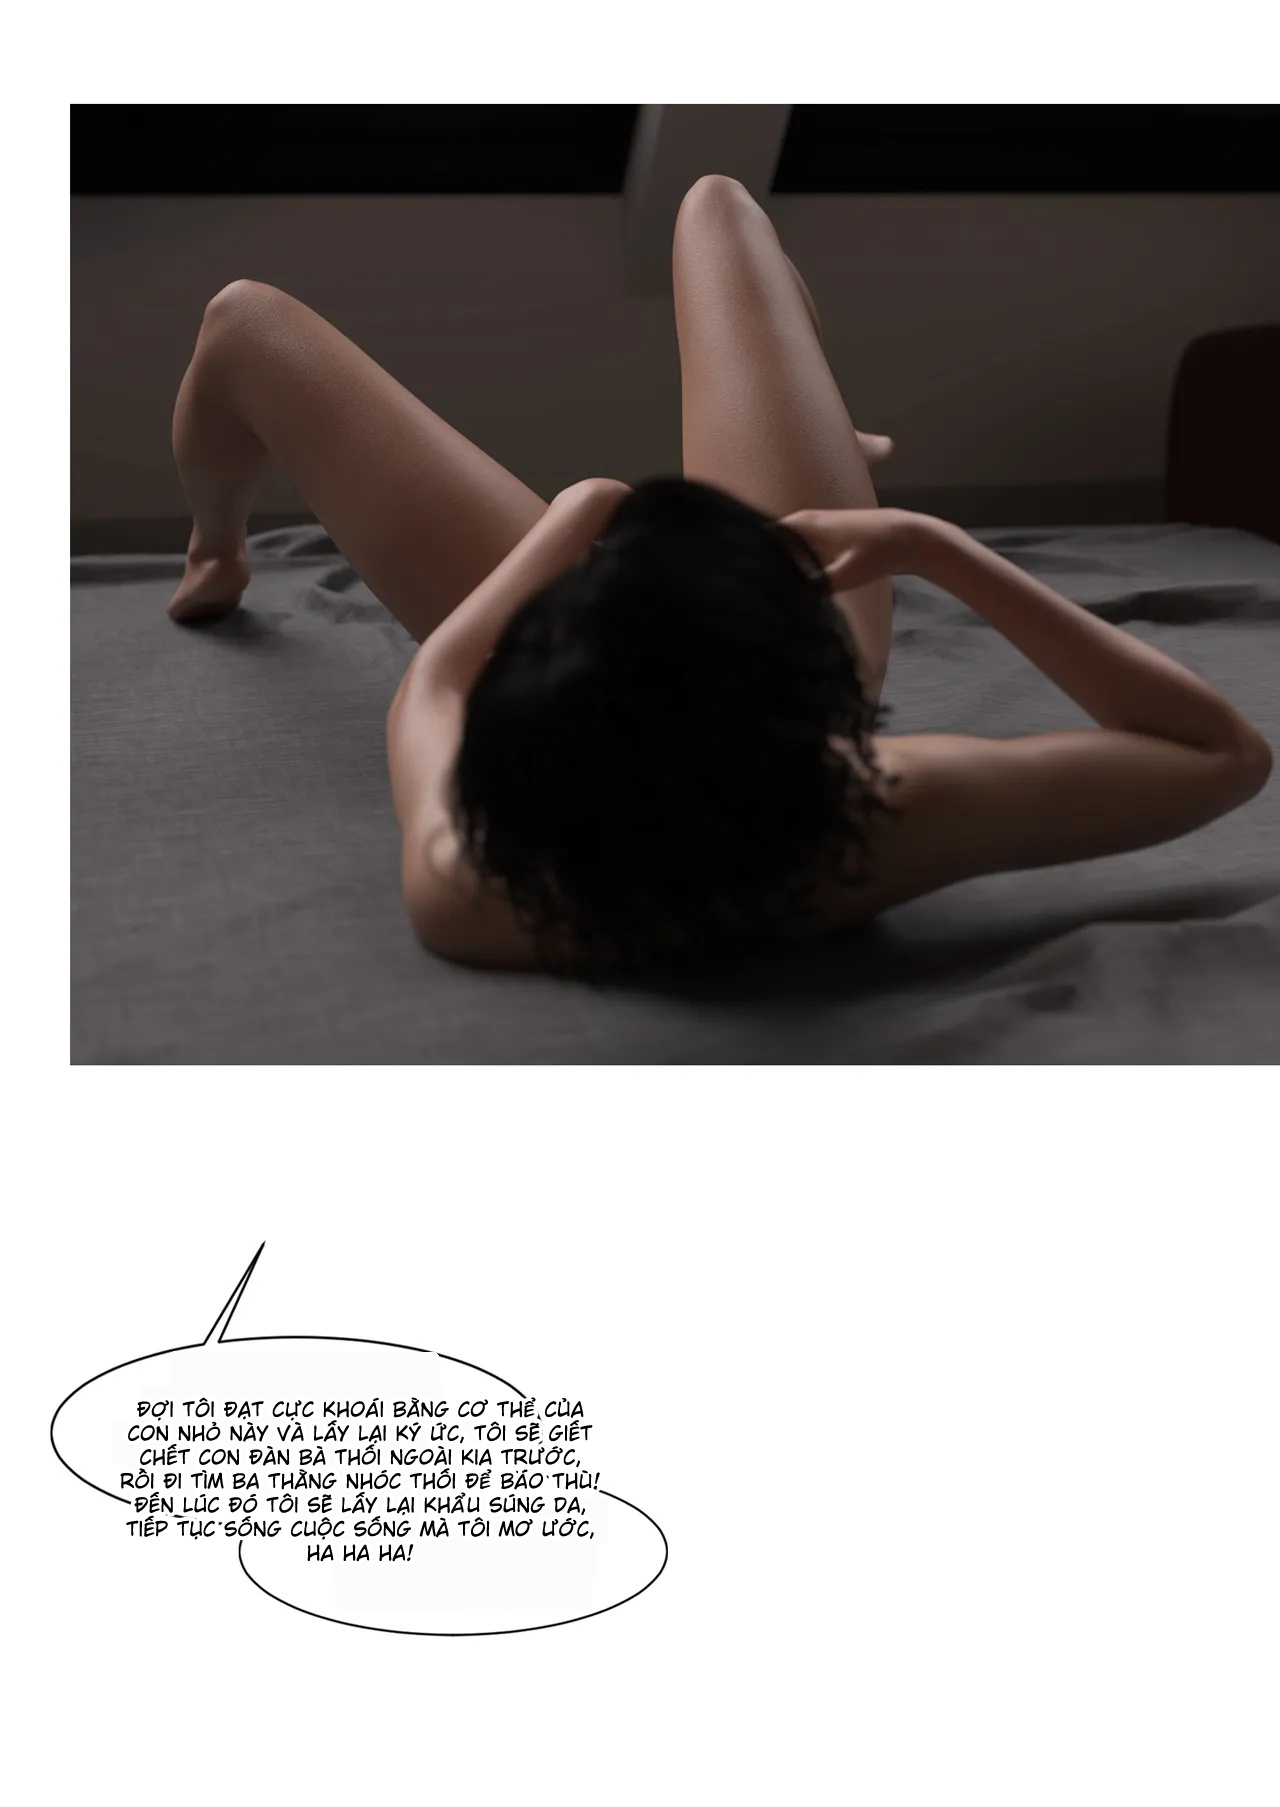 ĐỢI TÔI ĐẠT CỰC KHOÁI BẰNG CƠ THỂ CỦA
CON NHỎ NÀY VÀ LẤY LẠI KÝ ỨC, TÔI SẼ GIẾT
CHẾT CON ĐÀN BÀ THỐI NGOÀI KIA TRƯỚC,
RỒI ĐI TÌM BA THẰNG NHÓC THỐI ĐỂ BÁO THÙ!
ĐẾN LÚC ĐÓ TÔI SẼ LẤY LẠI KHẨU SÚNG DA,
TIẾP TỤC SỐNG CUỘC SỐNG MÀ TÔI MƠ ƯỚC,
HA HA HA!